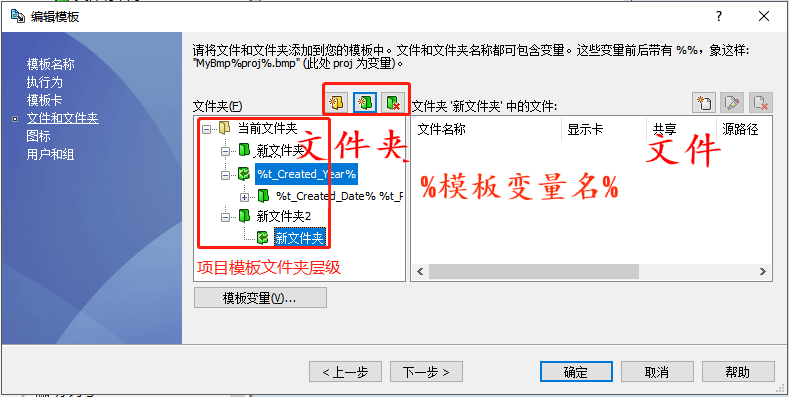 编辑模板
?
请将文件和文件夹添加到您的模板中。文件和文件夹名称都可包含变量。这些变量前后带有 %%，象这样:
"MyBmp%proj%.bmp" (此处 proj 为变量)。
模板名称
执行为
模板卡
文件和文件夹
图标
用户和组
文件夹(F)
当前文件夹
新文件夹
%t_Created_Year%
%t_Created_Date% %t_F
新文件夹2
新文件夹
文件夹
项目模板文件夹层级
模板变量(V)...
文件夹 '新文件夹' 中的文件:
文件名称 显示卡 共享 源路径
文件
%模板变量名%
< 上一步 下一步 > 确定 取消 帮助